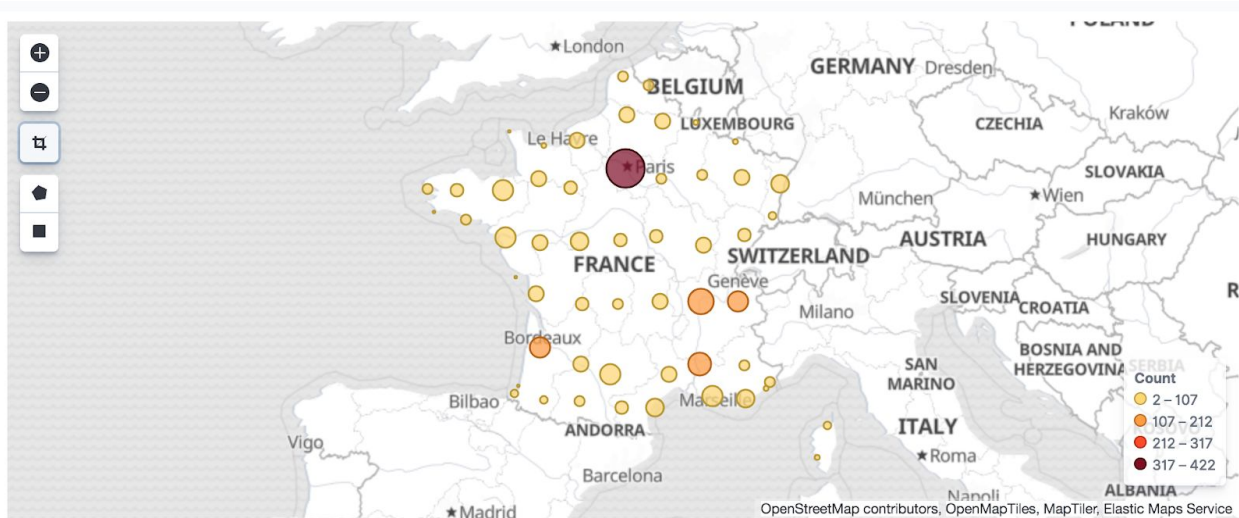 POLAND
London
GERMANY
Dresden
BELGIUM
Kraków
LUXEMBOURG
CZECHIA
Le Havre
Paris
SLOVAKIA
München
Wien
AUSTRIA
HUNGARY
SWITZERLAND
FRANCE
Genève
SLOVENIA
CROATIA
Milano
Bordeaux
BOSNIA AND
HERZEGOVINA
SERBIA
SAN
MARINO
Count
2 – 107
107 – 212
212 – 317
317 – 422
KOSOVO
Bilbao
Marseille
ANDORRA
ITALY
Vigo
Roma
Barcelona
ALBANIA
Napoli
Madrid
OpenStreetMap contributors, OpenMapTiles, MapTiler, Elastic Maps Service